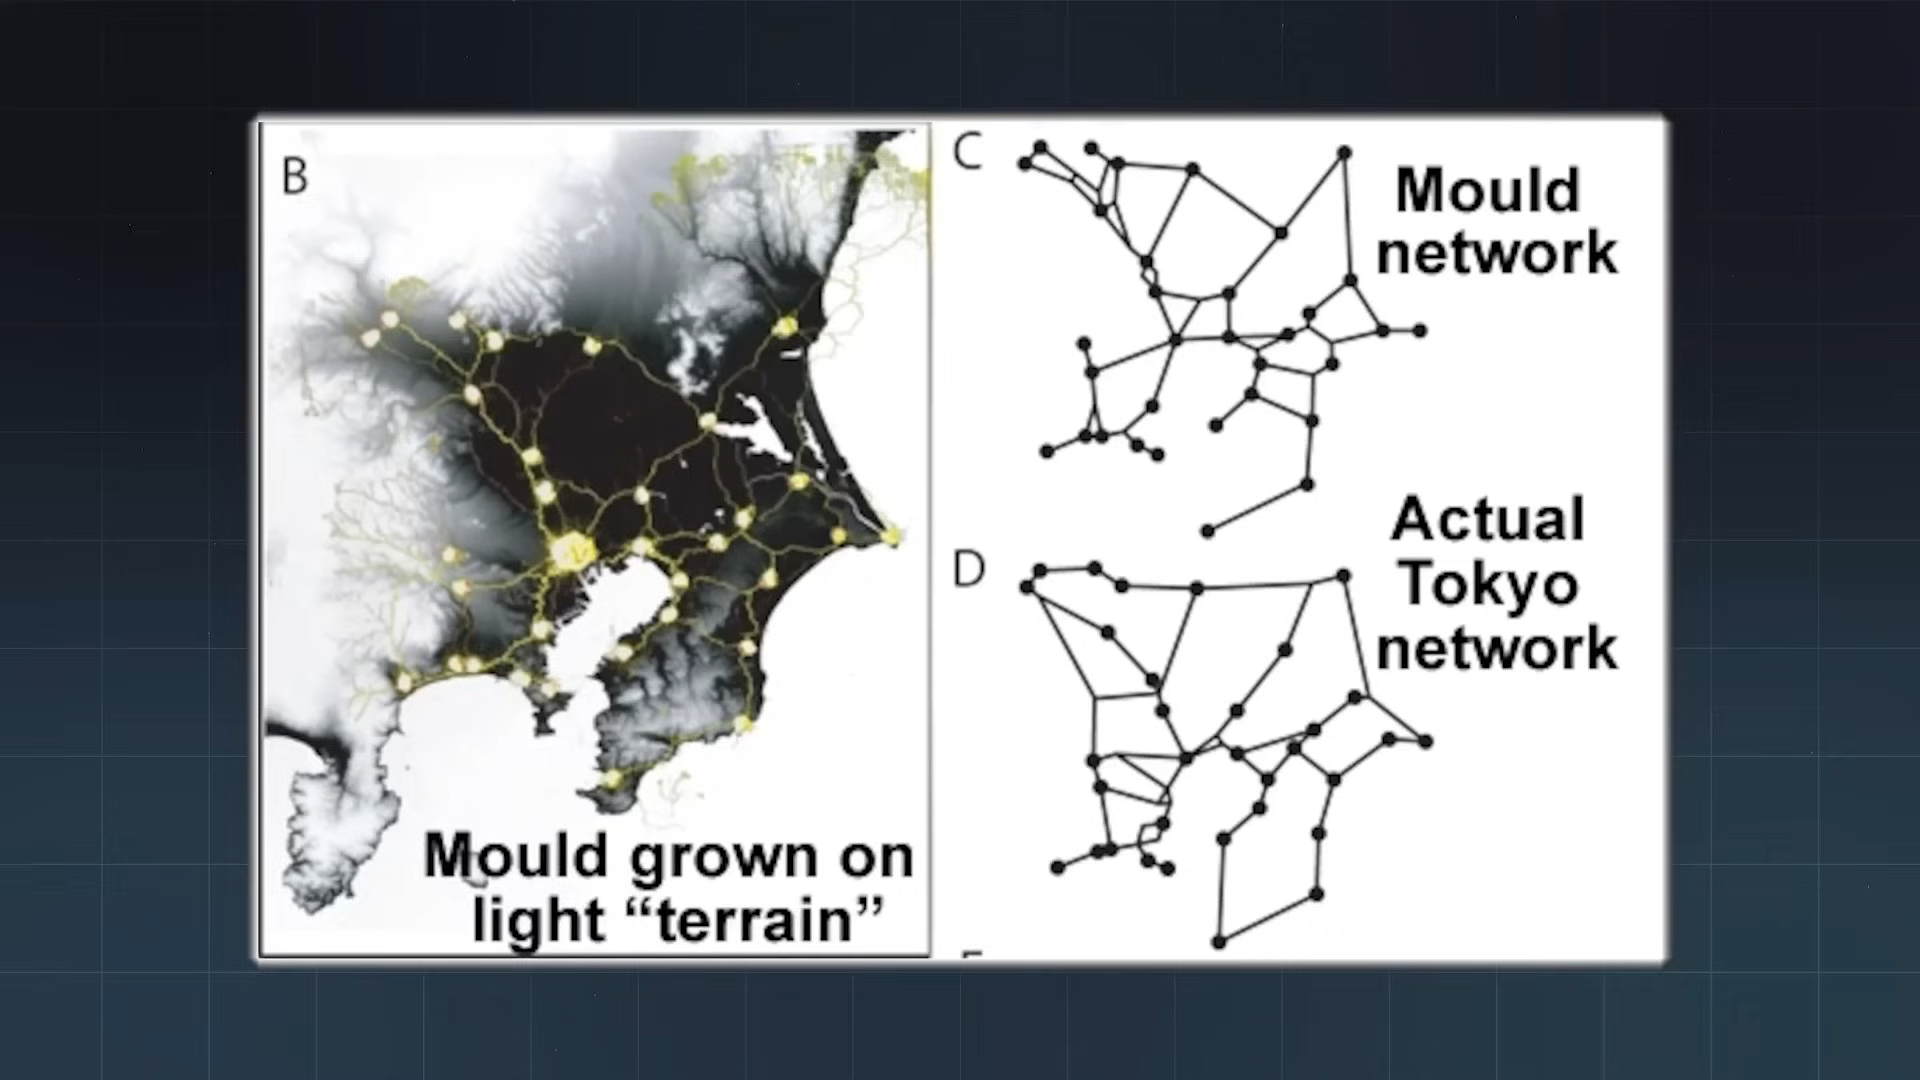 B
Mould grown on
light “terrain”
C
Mould
network
D
Actual
Tokyo
network